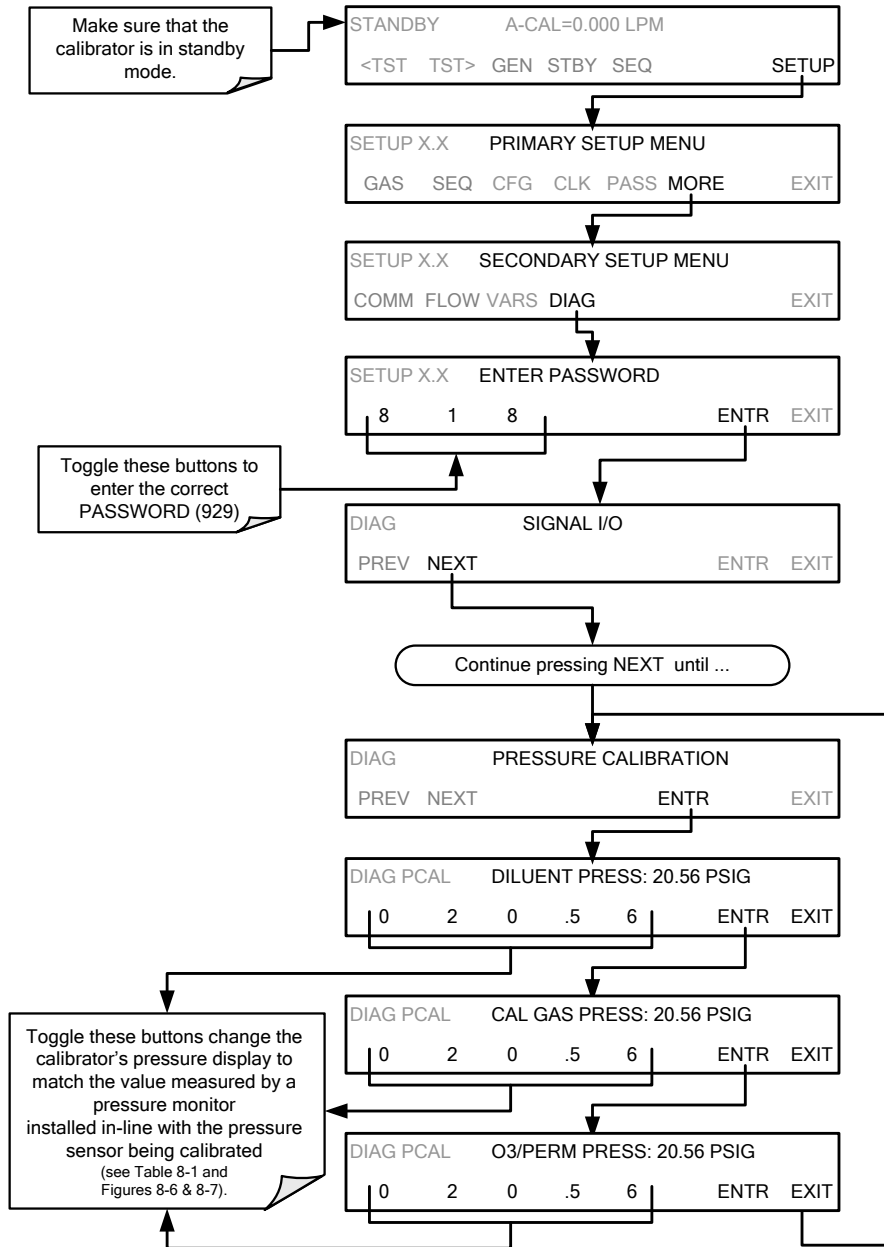 Make sure that the
calibrator is in standby
mode.
STANDBY A-CAL=0.000 LPM
<TST TST> GEN STBY SEQ SETUP
SETUP X.X PRIMARY SETUP MENU
GAS SEQ CFG CLK PASS MORE EXIT
SETUP X.X SECONDARY SETUP MENU
COMM FLOW VARS DIAG EXIT
SETUP X.X ENTER PASSWORD
8 1 8 ENTR EXIT
Toggle these buttons to
enter the correct
PASSWORD (929)
DIAG SIGNAL I/O
PREV NEXT ENTR EXIT
Continue pressing NEXT until ...
DIAG PRESSURE CALIBRATION
PREV NEXT ENTR EXIT
DIAG PCAL DILUENT PRESS: 20.56 PSIG
0 2 0 .5 6 ENTR EXIT
DIAG PCAL CAL GAS PRESS: 20.56 PSIG
0 2 0 .5 6 ENTR EXIT
Toggle these buttons change the
calibrator's pressure display to
match the value measured by a
pressure monitor
installed in-line with the pressure
sensor being calibrated
(see Table 8-1 and
Figures 8-6 & 8-7).
DIAG PCAL O3/PERM PRESS: 20.56 PSIG
0 2 0 .5 6 ENTR EXIT